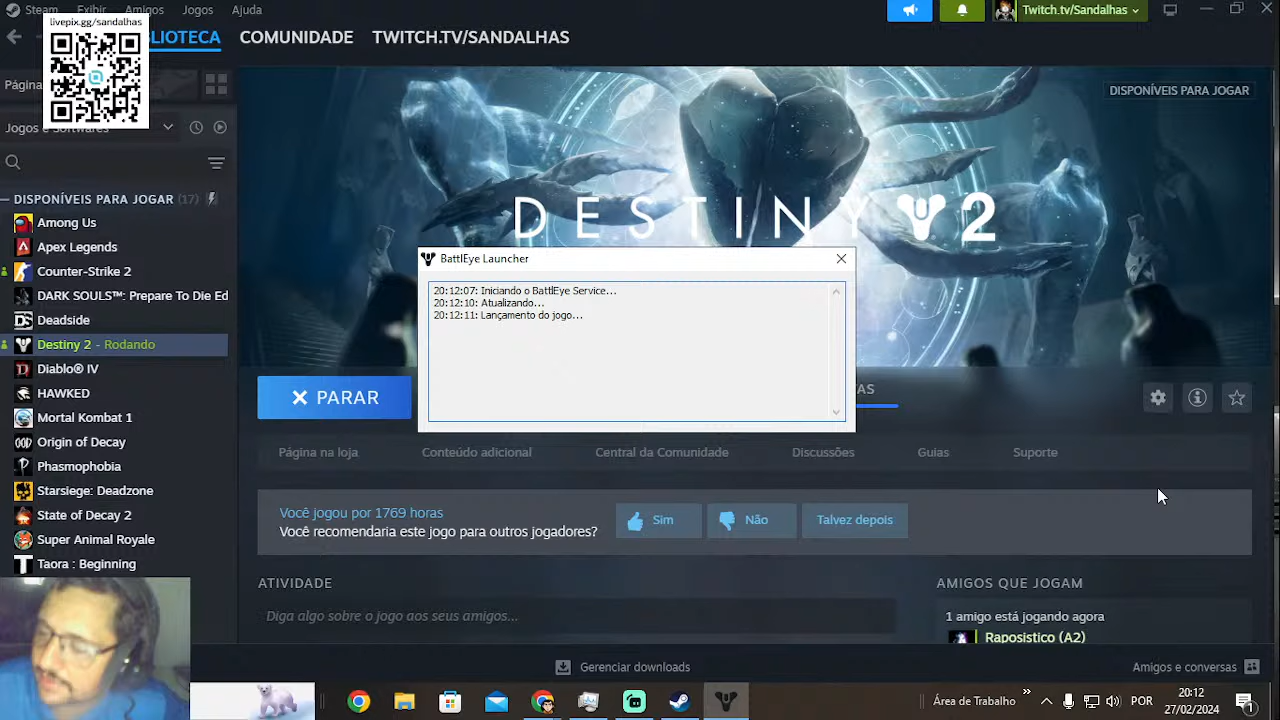 Steam Exibir Amigos Jogos Ajuda
Twitch.tv/Sandalhas
livepix.gg/sandalhas
BLIOTECA COMUNIDADE TWITCH.TV/SANDALHAS
Página
DISPONÍVEIS PARA JOGAR
Jogos e Softwares
DISPONÍVEIS PARA JOGAR (17)
Among Us
Apex Legends
Counter-Strike 2
DARK SOULS™: Prepare To Die Ed
Deadside
Destiny 2 - Rodando
Diablo® IV
HAWKED
Mortal Kombat 1
Origin of Decay
Phasmophobia
Starsiege: Deadzone
State of Decay 2
Super Animal Royale
Taora : Beginning
DESTINY 2
BattlEye Launcher
20:12:07: Iniciando o BattlEye Service...
20:12:10: Atualizando...
20:12:11: Lançamento do jogo...
PARAR
AS
Página na loja Conteúdo adicional Central da Comunidade Discussões Guias Suporte
Você jogou por 1769 horas
Você recomendaria este jogo para outros jogadores? Sim Não Talvez depois
ATIVIDADE
Diga algo sobre o jogo aos seus amigos...
AMIGOS QUE JOGAM
1 amigo está jogando agora
Raposistico (A2)
Gerenciar downloads
Amigos e conversas
Área de Trabalho
»
POR
20:12
27/02/2024
1